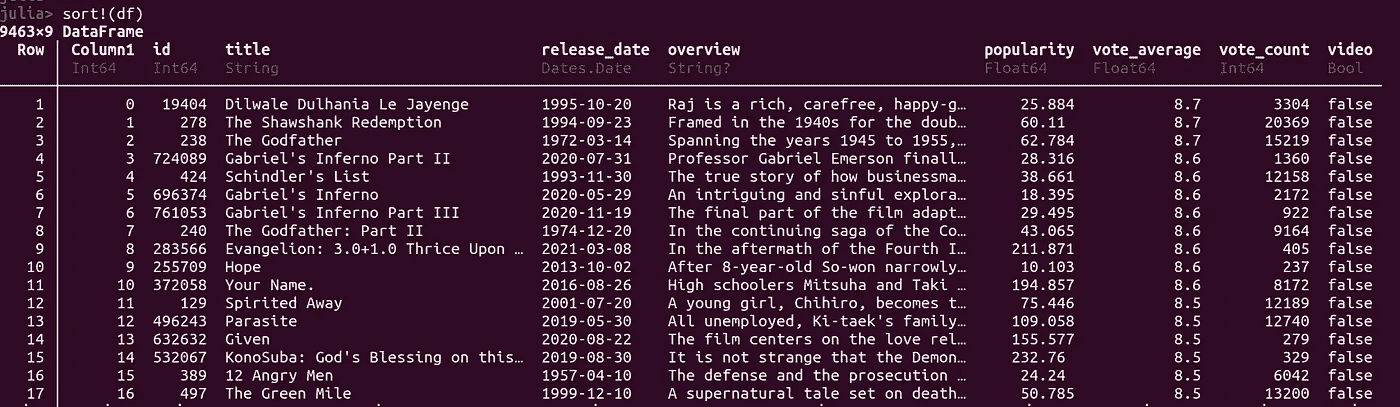 julia> sort!(df)
9463×9 DataFrame
Row Column1 id title release_date overview popularity vote_average vote_count video
Int64 Int64 String Dates.Date String? Float64 Float64 Int64 Bool
1 0 19404 Dilwale Dulhania Le Jayenge 1995-10-20 Raj is a rich, carefree, happy-g… 25.884 8.7 3304 false
2 1 278 The Shawshank Redemption 1994-09-23 Framed in the 1940s for the doub… 60.11 8.7 20369 false
3 2 238 The Godfather 1972-03-14 Spanning the years 1945 to 1955,… 62.784 8.7 15219 false
4 3 724089 Gabriel's Inferno Part II 2020-07-31 Professor Gabriel Emerson finall… 28.316 8.6 1360 false
5 4 424 Schindler's List 1993-11-30 The true story of how businessma… 38.661 8.6 12158 false
6 5 696374 Gabriel's Inferno 2020-05-29 An intriguing and sinful explora… 18.395 8.6 2172 false
7 6 761053 Gabriel's Inferno Part III 2020-11-19 The final part of the film adapt… 29.495 8.6 922 false
8 7 240 The Godfather: Part II 1974-12-20 In the continuing saga of the Co… 43.065 8.6 9164 false
9 8 283566 Evangelion: 3.0+1.0 Thrice Upon … 2021-03-08 In the aftermath of the Fourth I… 211.871 8.6 405 false
10 9 255709 Hope 2013-10-02 After 8-year-old So-won narrowly… 10.103 8.6 237 false
11 10 372058 Your Name. 2016-08-26 High schoolers Mitsuha and Taki … 194.857 8.6 8172 false
12 11 129 Spirited Away 2001-07-20 A young girl, Chihiro, becomes t… 75.446 8.5 12189 false
13 12 496243 Parasite 2019-05-30 All unemployed, Ki-taek's family… 109.058 8.5 12740 false
14 13 632632 Given 2020-08-22 The film centers on the love rel… 155.577 8.5 279 false
15 14 532067 KonoSuba: God's Blessing on this… 2019-08-30 It is not strange that the Demon… 232.76 8.5 329 false
16 15 389 12 Angry Men 1957-04-10 The defense and the prosecution … 24.24 8.5 6042 false
17 16 497 The Green Mile 1999-12-10 A supernatural tale set on death… 50.785 8.5 13200 false